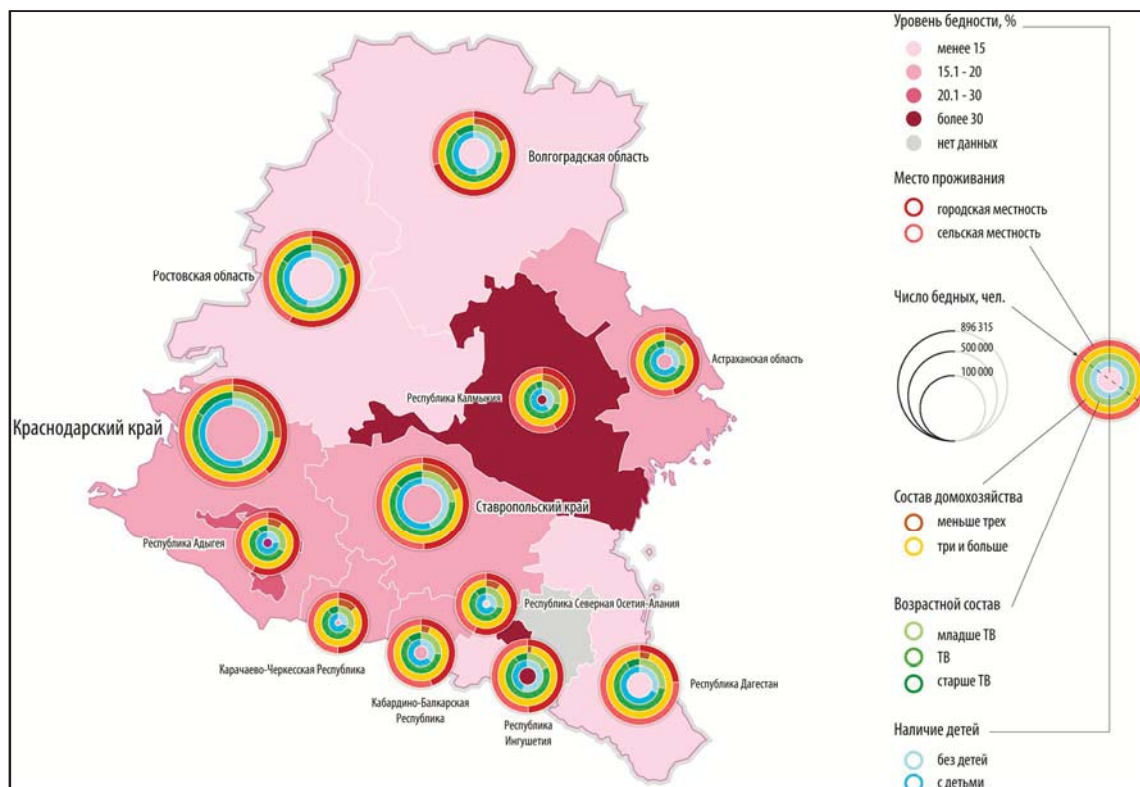 Волгоградская область
Ростовская область
Астраханская область
Республика Калмыкия
Краснодарский край
Ставропольский край
Республика Адыгея
Республика Северная Осетия-Алания
Карачаево-Черкесская Республика
Кабардино-Балкарская
Республика
Республика
Ингушетия
Республика Дагестан
Уровень бедности, %
менее 15
15.1 - 20
20.1 - 30
более 30
нет данных
Место проживания
городская местность
сельская местность
Число бедных, чел.
896 315
500 000
100 000
Состав домохозяйства
меньше трех
три и больше
Возрастной состав
младше ТВ
ТВ
старше ТВ
Наличие детей
без детей
с детьми